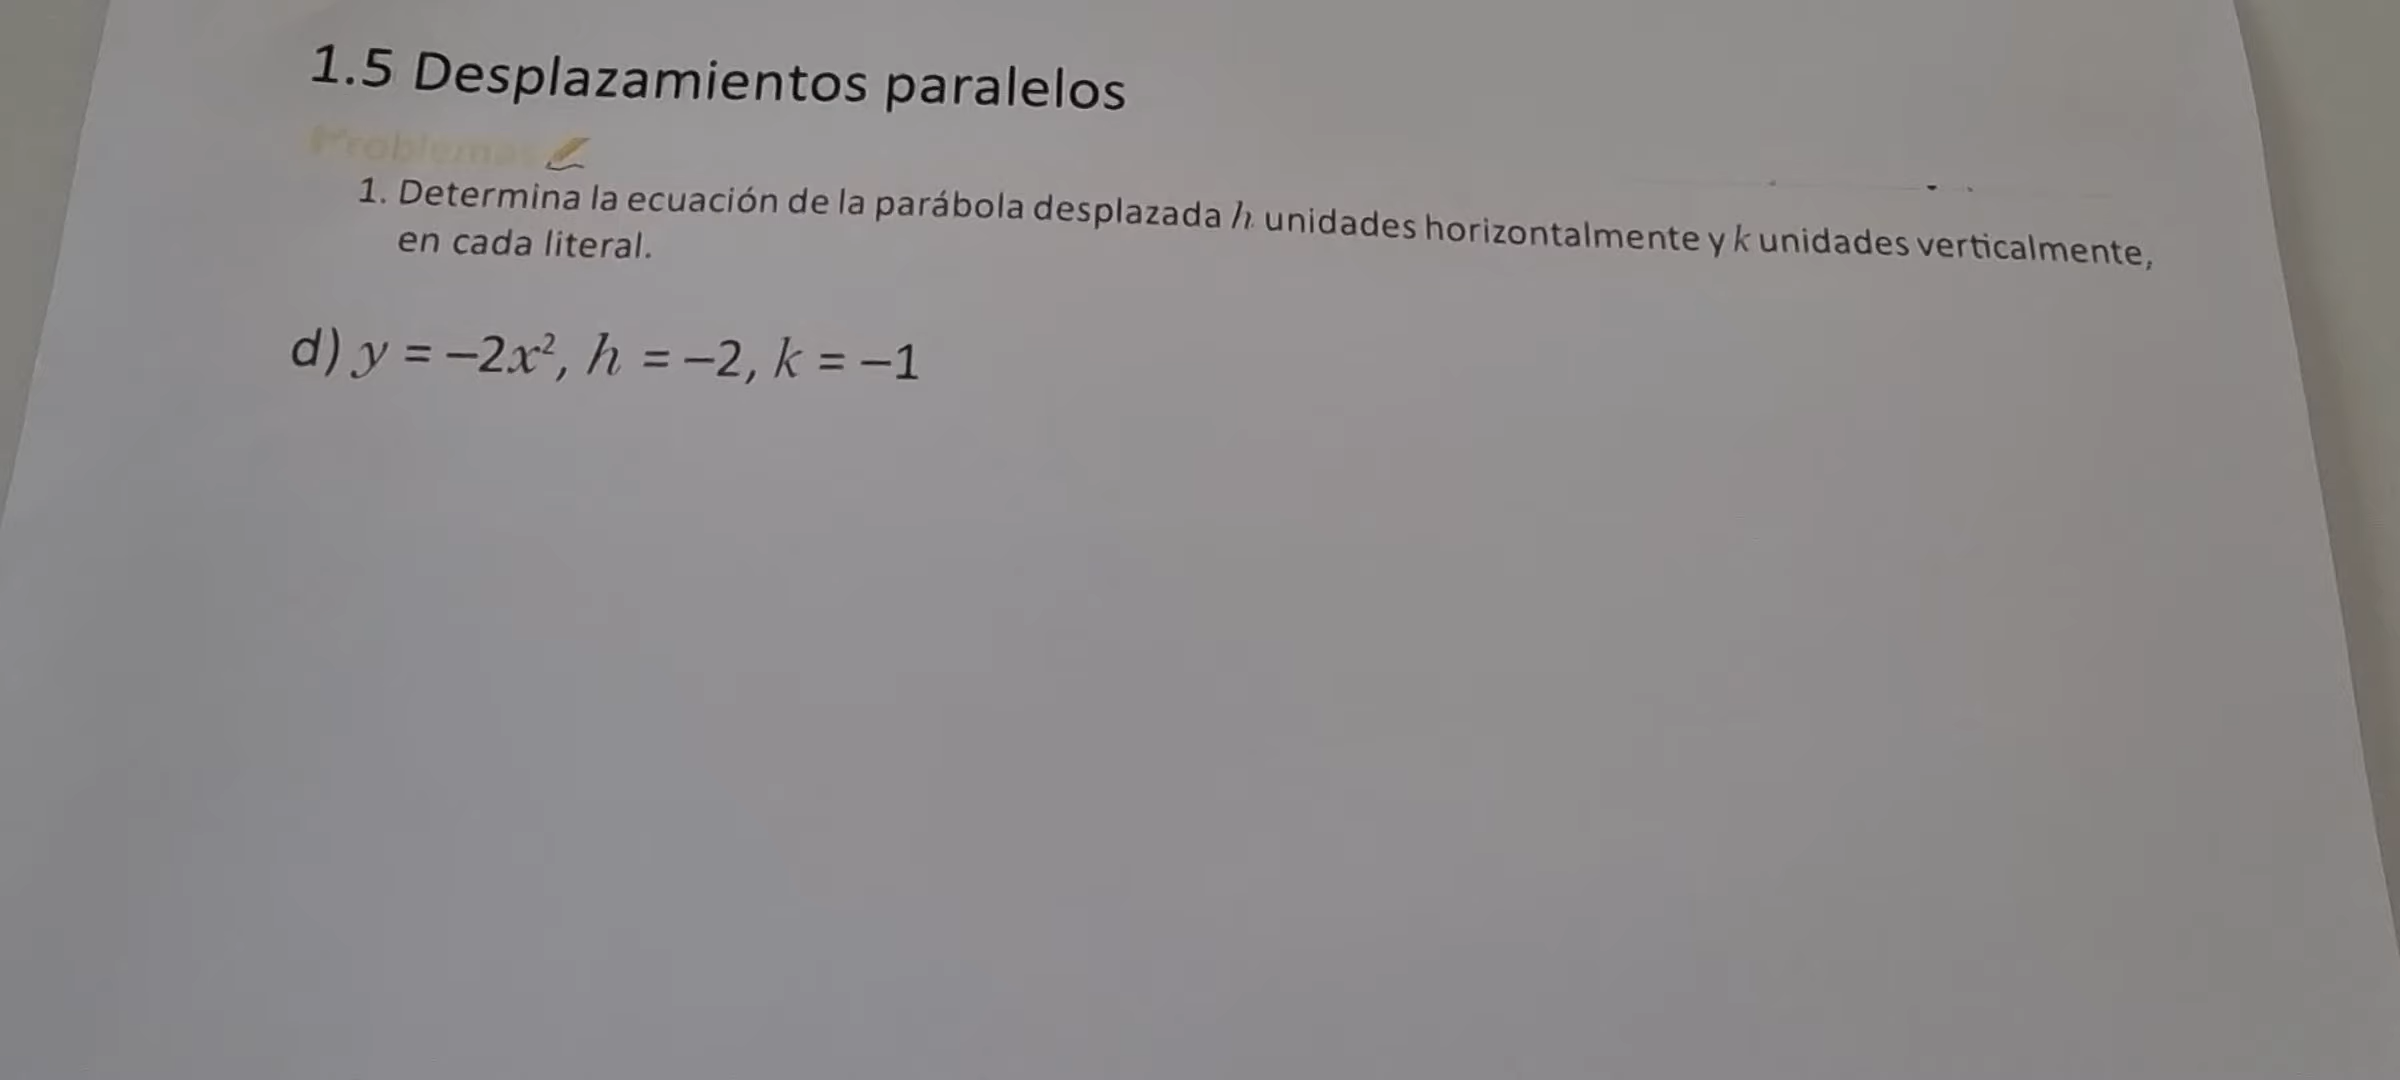 1.5 Desplazamientos paralelos
Problemas
1. Determina la ecuación de la parábola desplazada h unidades horizontalmente y k unidades verticalmente,
en cada literal.
d) y = −2x², h = −2, k = −1